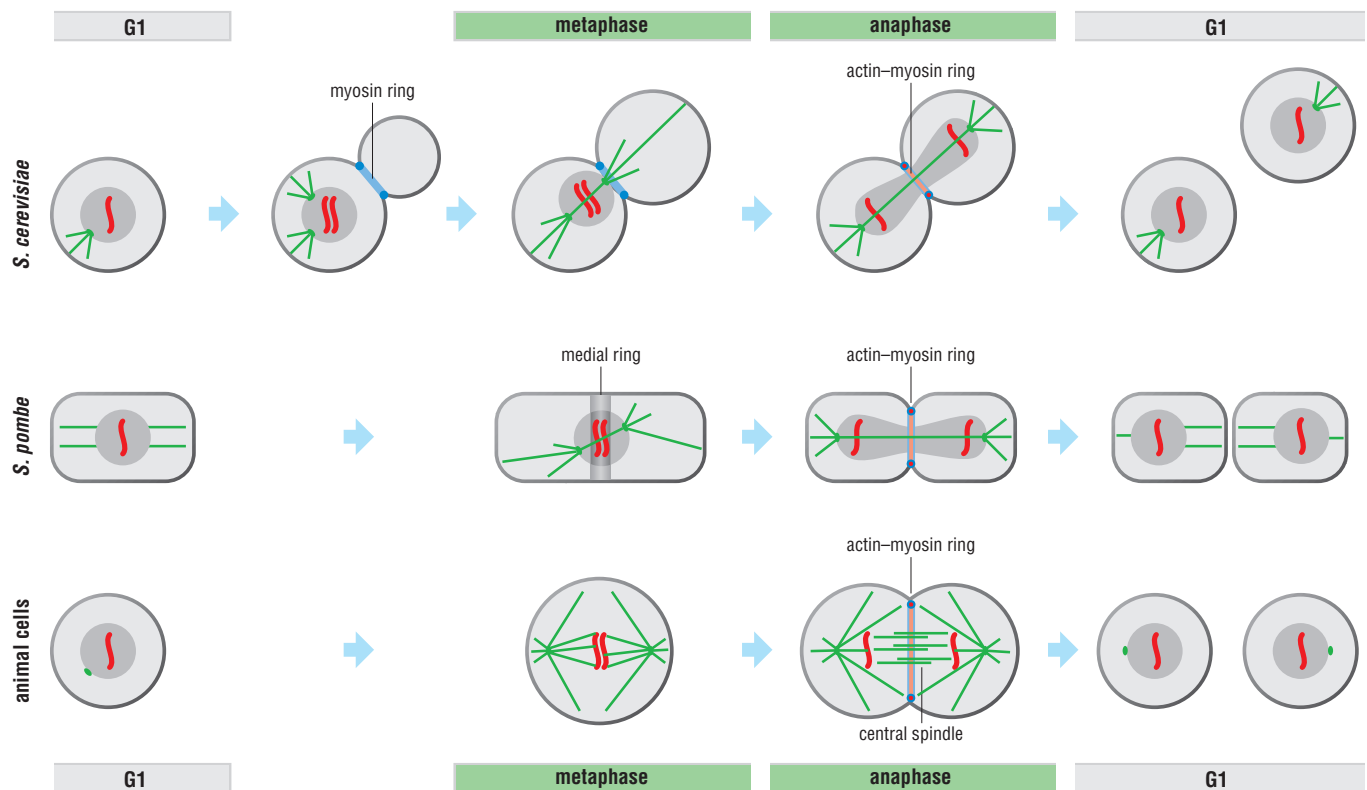 G1
metaphase
anaphase
G1
S. cerevisiae
myosin ring
actin–myosin ring
S. pombe
medial ring
actin–myosin ring
animal cells
actin–myosin ring
central spindle
G1
metaphase
anaphase
G1